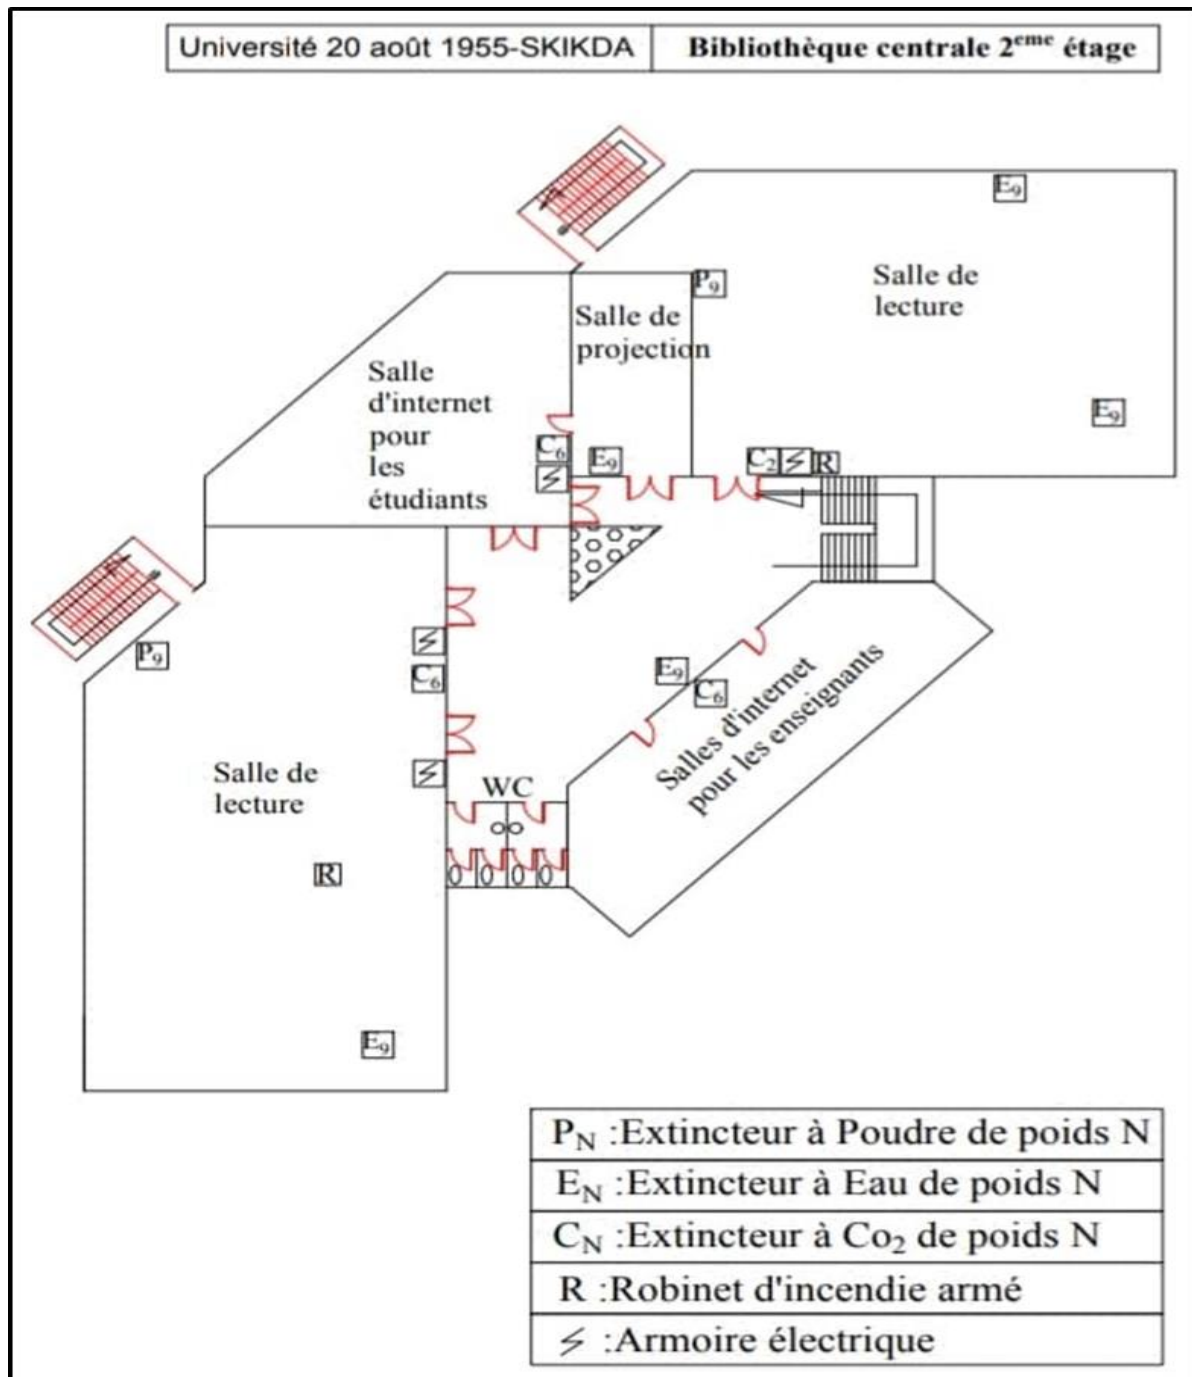 Université 20 août 1955-SKIKDA
Bibliothèque centrale 2eme étage
E9
Salle de
lecture
P9
Salle de
projection
Salle
d'internet
pour
les
étudiants
E9
C6
E9
C2
R
P9
C6
E9
C6
Salles d'internet
pour les enseignants
Salle de
lecture
WC
R
E9
PN :Extincteur à Poudre de poids N
EN :Extincteur à Eau de poids N
CN :Extincteur à Co2 de poids N
R :Robinet d'incendie armé
:Armoire électrique